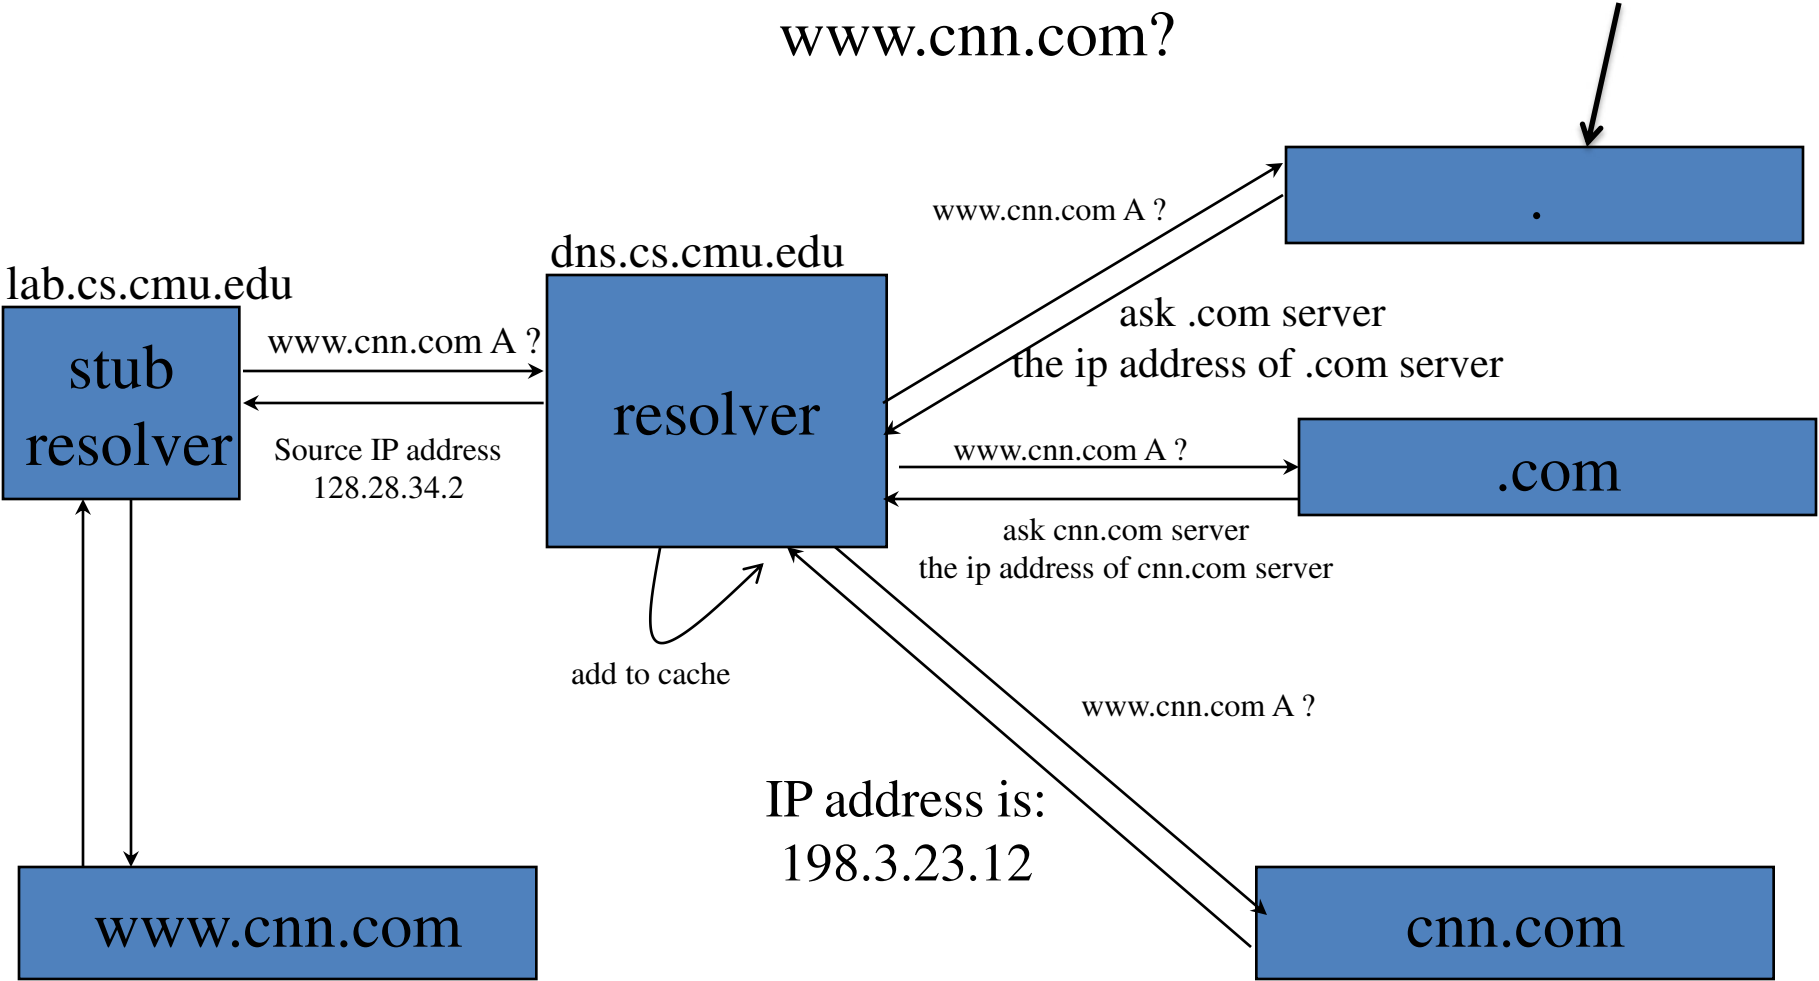 www.cnn.com?
www.cnn.com A ?
.
dns.cs.cmu.edu
lab.cs.cmu.edu
ask .com server
the ip address of .com server
www.cnn.com A ?
stub
resolver
resolver
Source IP address
128.28.34.2
www.cnn.com A ?
.com
ask cnn.com server
the ip address of cnn.com server
add to cache
www.cnn.com A ?
IP address is:
198.3.23.12
www.cnn.com
cnn.com